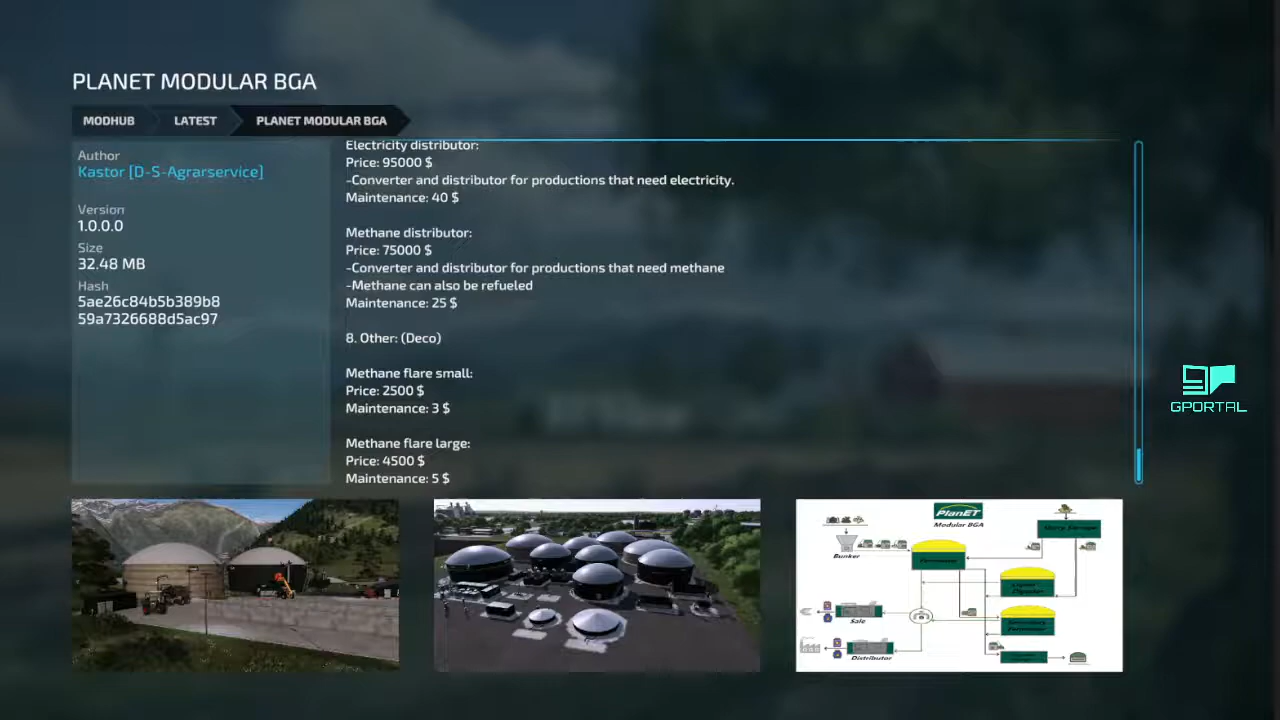 PLANET MODULAR BGA
MODHUB
LATEST
PLANET MODULAR BGA
Author
Kastor [D-S-Agrarservice]
Version
1.0.0.0
Size
32.48 MB
Hash
5ae26c84b5b389b8
59a7326688d5ac97
Electricity distributor:
Price: 95000 $
-Converter and distributor for productions that need electricity.
Maintenance: 40 $
Methane distributor:
Price: 75000 $
-Converter and distributor for productions that need methane
-Methane can also be refueled
Maintenance: 25 $
8. Other: (Deco)
Methane flare small:
Price: 2500 $
Maintenance: 3 $
Methane flare large:
Price: 4500 $
Maintenance: 5 $
GPORTAL
PlanET
Modular BGA
Bunker
Sale
Distributor